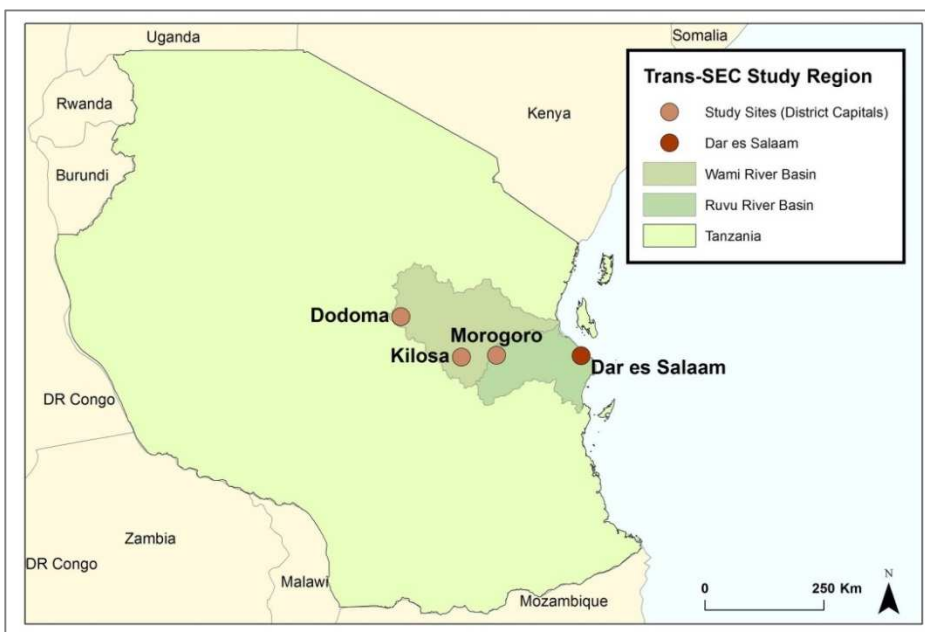 Uganda
Somalia
Rwanda
Kenya
Burundi
Trans-SEC Study Region
Study Sites (District Capitals)
Dar es Salaam
Wami River Basin
Ruvu River Basin
Tanzania
Dodoma
Morogoro
Kilosa
Dar es Salaam
DR Congo
Zambia
DR Congo
Malawi
Mozambique
0 250 Km
N